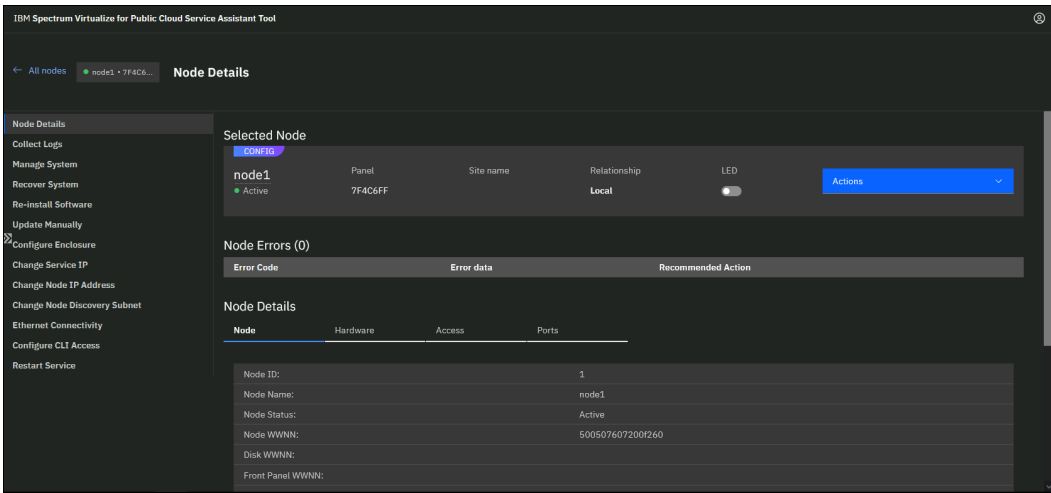 IBM Spectrum Virtualize for Public Cloud Service Assistant Tool
← All nodes node1 • 7F4C6... Node Details
Node Details
Collect Logs
Manage System
Recover System
Re-install Software
Update Manually
Configure Enclosure
Change Service IP
Change Node IP Address
Change Node Discovery Subnet
Ethernet Connectivity
Configure CLI Access
Restart Service
Selected Node
CONFIG
node1 Panel Site name Relationship LED
Active 7F4C6FF Local
Actions
Node Errors (0)
Error Code Error data Recommended Action
Node Details
Node Hardware Access Ports
Node ID: 1
Node Name: node1
Node Status: Active
Node WWNN: 500507607200f260
Disk WWNN:
Front Panel WWNN: